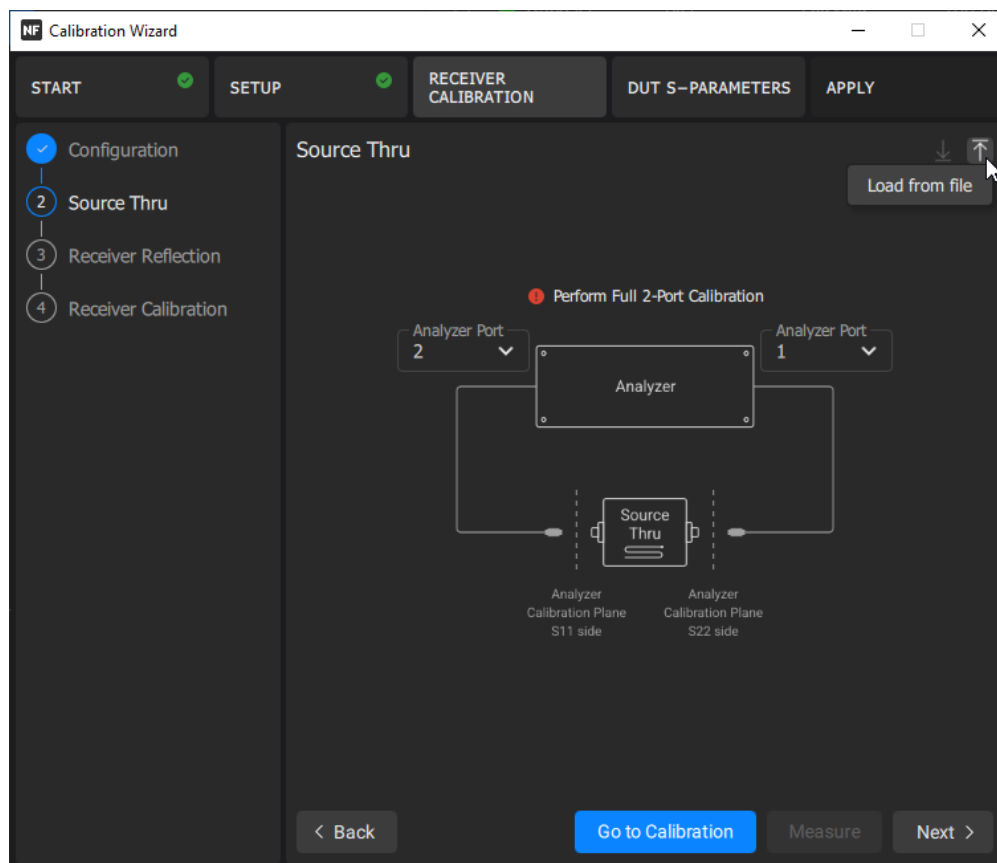 NF Calibration Wizard
START
SETUP
RECEIVER
CALIBRATION
DUT S-PARAMETERS
APPLY
Configuration
2 Source Thru
3 Receiver Reflection
4 Receiver Calibration
Source Thru
Load from file
! Perform Full 2-Port Calibration
Analyzer Port
2
Analyzer Port
1
Analyzer
Source
Thru
Analyzer
Calibration Plane
S11 side
Analyzer
Calibration Plane
S22 side
< Back
Go to Calibration
Measure
Next >